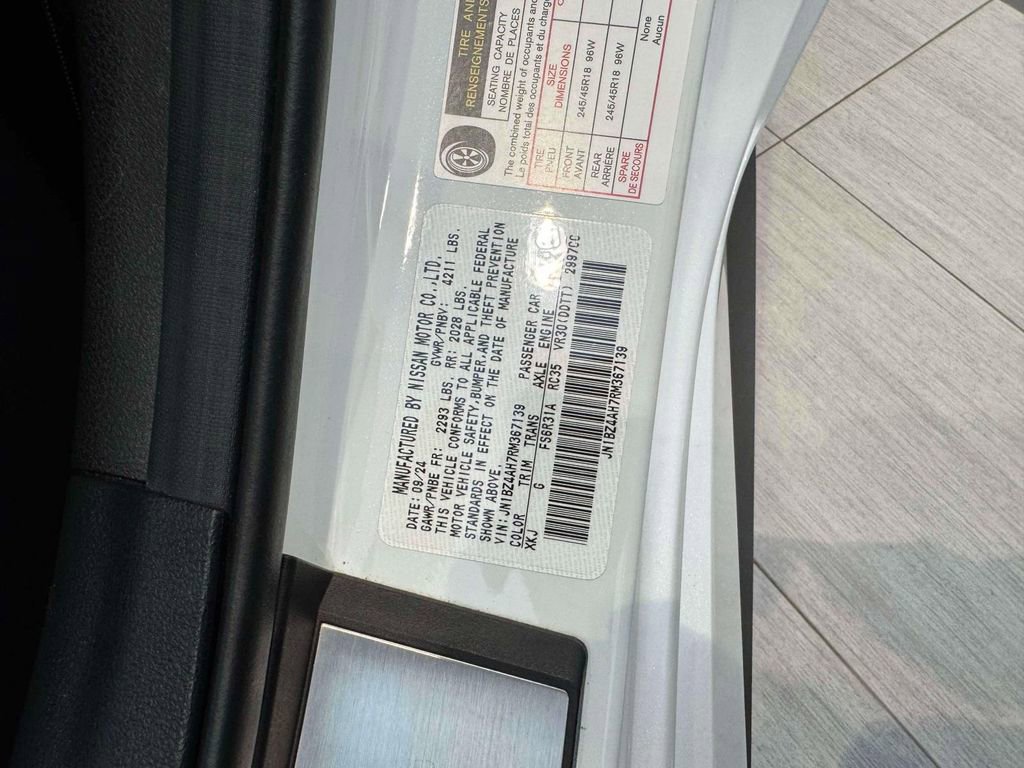 TIRE AND
RENSEIGNEMENTS
SEATING CAPACITY
NOMBRE DE PLACES
The combined weight of occupants and
Le poids total des occupants et du charge
TIRE SIZE
PNEU DIMENSIONS
FRONT
AVANT 245/45R18 96W
REAR
ARRIÈRE 245/45R18 96W
SPARE None
DE SECOURS Aucun
MANUFACTURED BY NISSAN MOTOR CO.,LTD.
DATE: 09/24 GVWR/PNBV: 4211 LBS.
GAWR/PNBE FR: 2293 LBS. RR: 2028 LBS.
THIS VEHICLE CONFORMS TO ALL APPLICABLE FEDERAL
MOTOR VEHICLE SAFETY,BUMPER,AND THEFT PREVENTION
STANDARDS IN EFFECT ON THE DATE OF MANUFACTURE
SHOWN ABOVE.
VIN: JN1BZ4AH7RM367139 PASSENGER CAR
COLOR TRIM TRANS AXLE ENGINE
XKJ G FS6R31A RC35 VR30(DDTT) 2997CC
JN1BZ4AH7RM367139